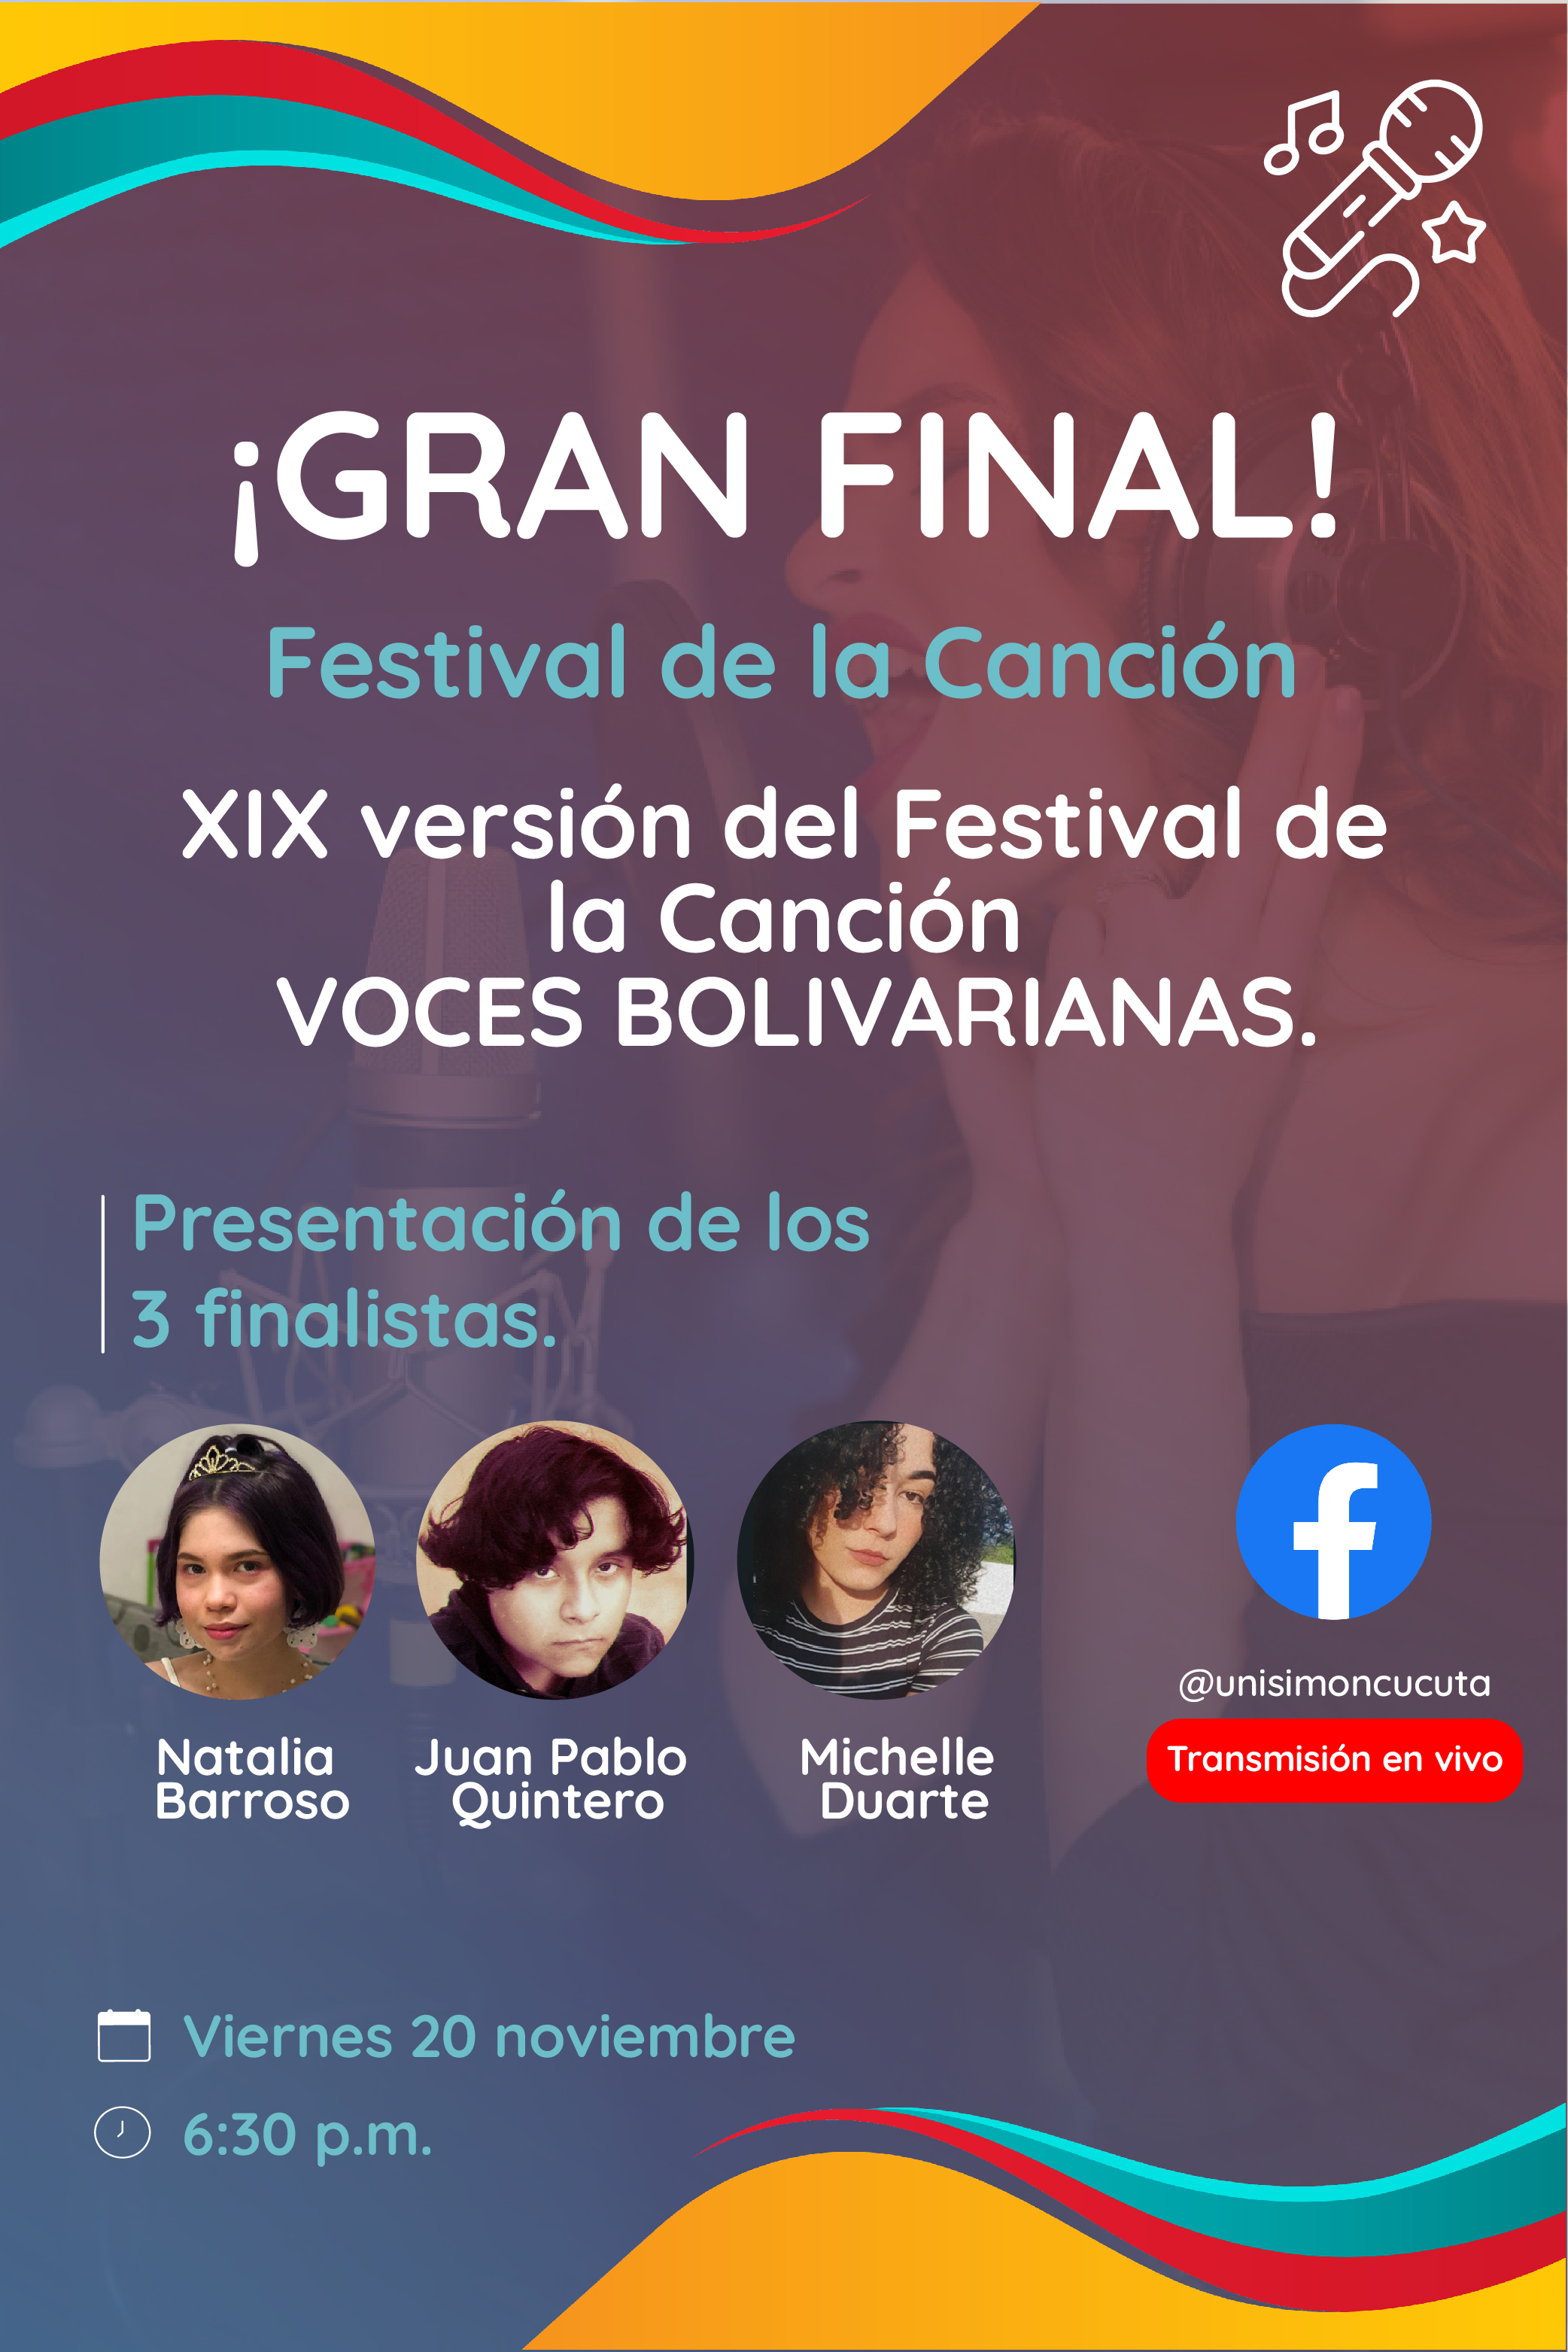 ¡GRAN FINAL!
Festival de la Canción
XIX versión del Festival de
la Canción
VOCES BOLIVARIANAS.
Presentación de los
3 finalistas.
Natalia
Barroso
Juan Pablo
Quintero
Michelle
Duarte
@unisimoncucuta
Transmisión en vivo
Viernes 20 noviembre
6:30 p.m.